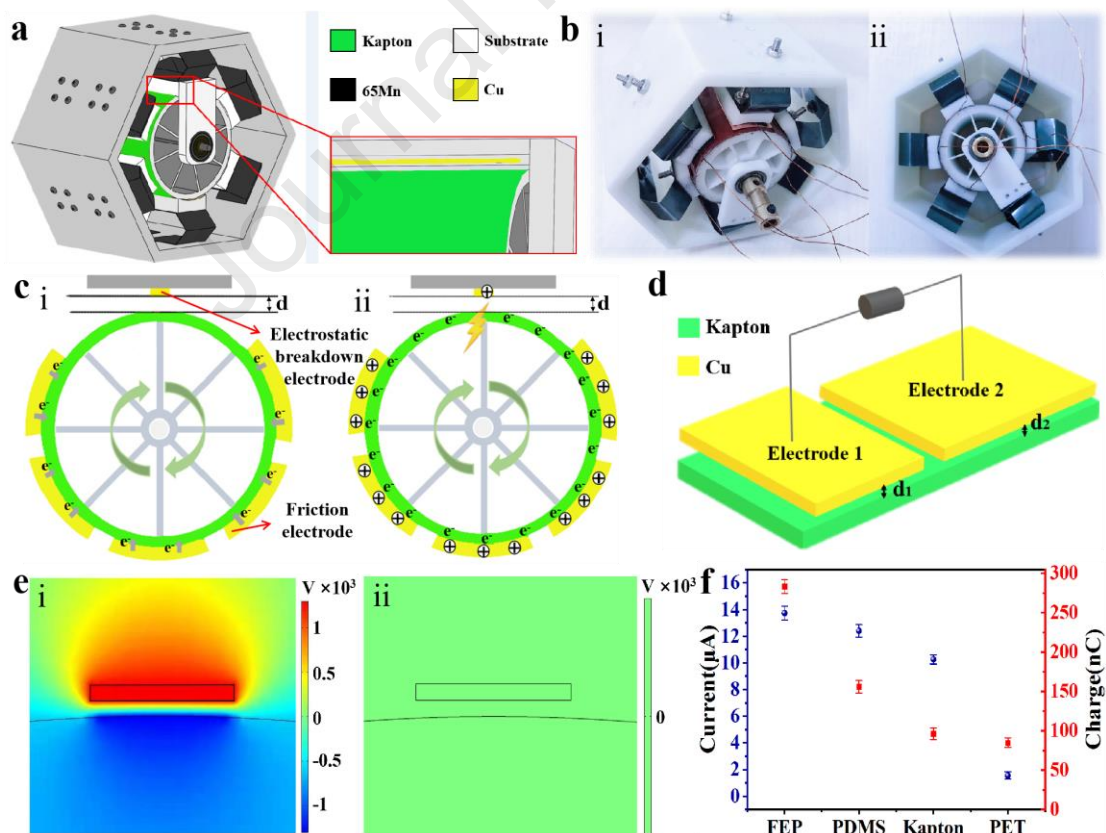 Journal
a
Kapton
Substrate
65Mn
Cu
b
i
ii
c
i
ii
d
Electrostatic
breakdown
electrode
Friction
electrode
e⁻ e⁻ e⁻ e⁻ e⁻ e⁻ e⁻ e⁻
e⁻ e⁻ e⁻ e⁻ e⁻ e⁻ e⁻ e⁻ e⁻ e⁻ e⁻ e⁻ e⁻ e⁻ e⁻ e⁻
d
Kapton
Cu
Electrode 1
Electrode 2
d₁
d₂
e
i
V ×10³
1
0.5
0
-0.5
-1
ii
V ×10³
0
f
Current(μA)
16
14
12
10
8
6
4
2
0
Charge(nC)
300
250
200
150
100
50
0
FEP PDMS Kapton PET